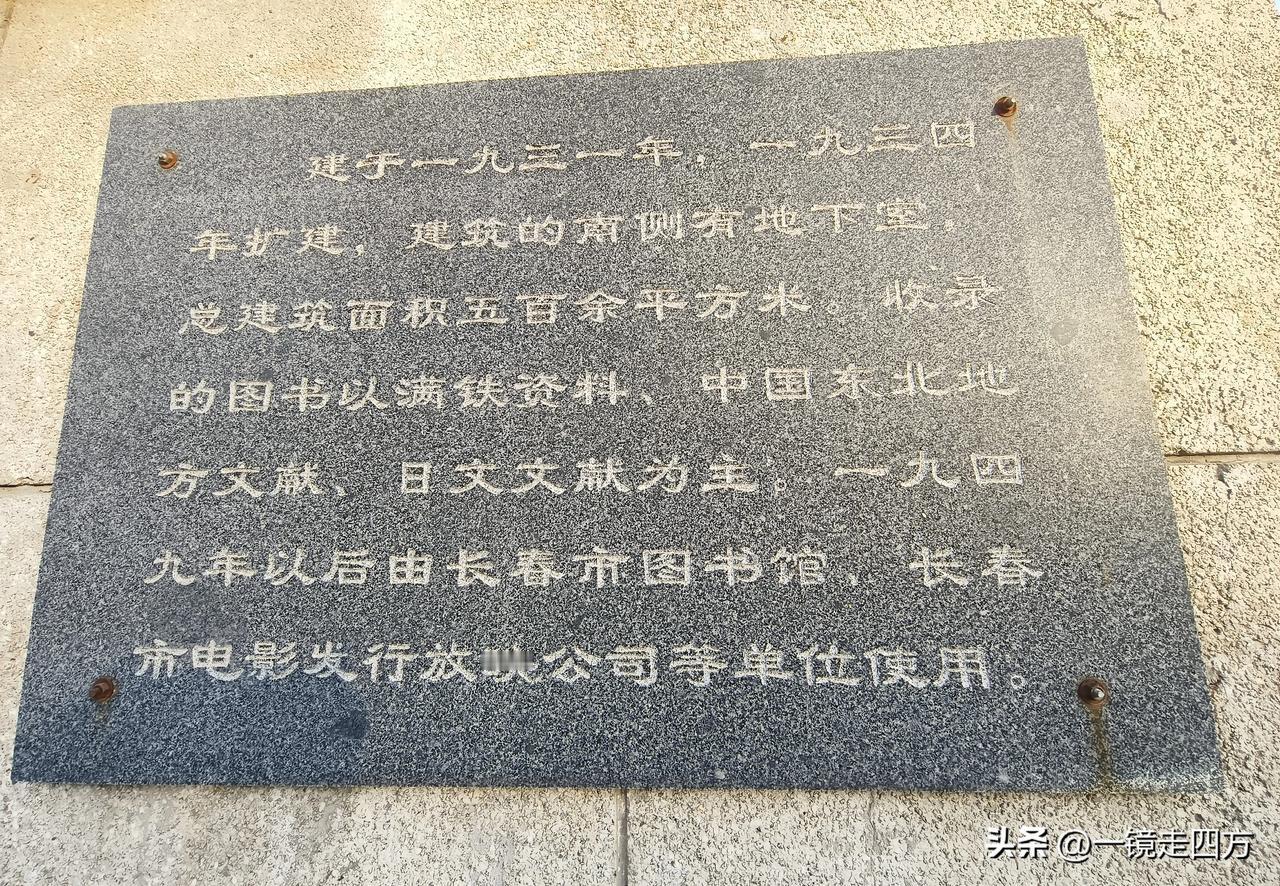 建于一九三一年，一九三四
年扩建，建筑的南侧有地下室，
总建筑面积五百余平方米。收录
的图书以满铁资料、中国东北地
方文献、日文文献为主。一九四
九年以后由长春市图书馆，长春
市电影发行放映公司等单位使用。
头条 @一镜走四方